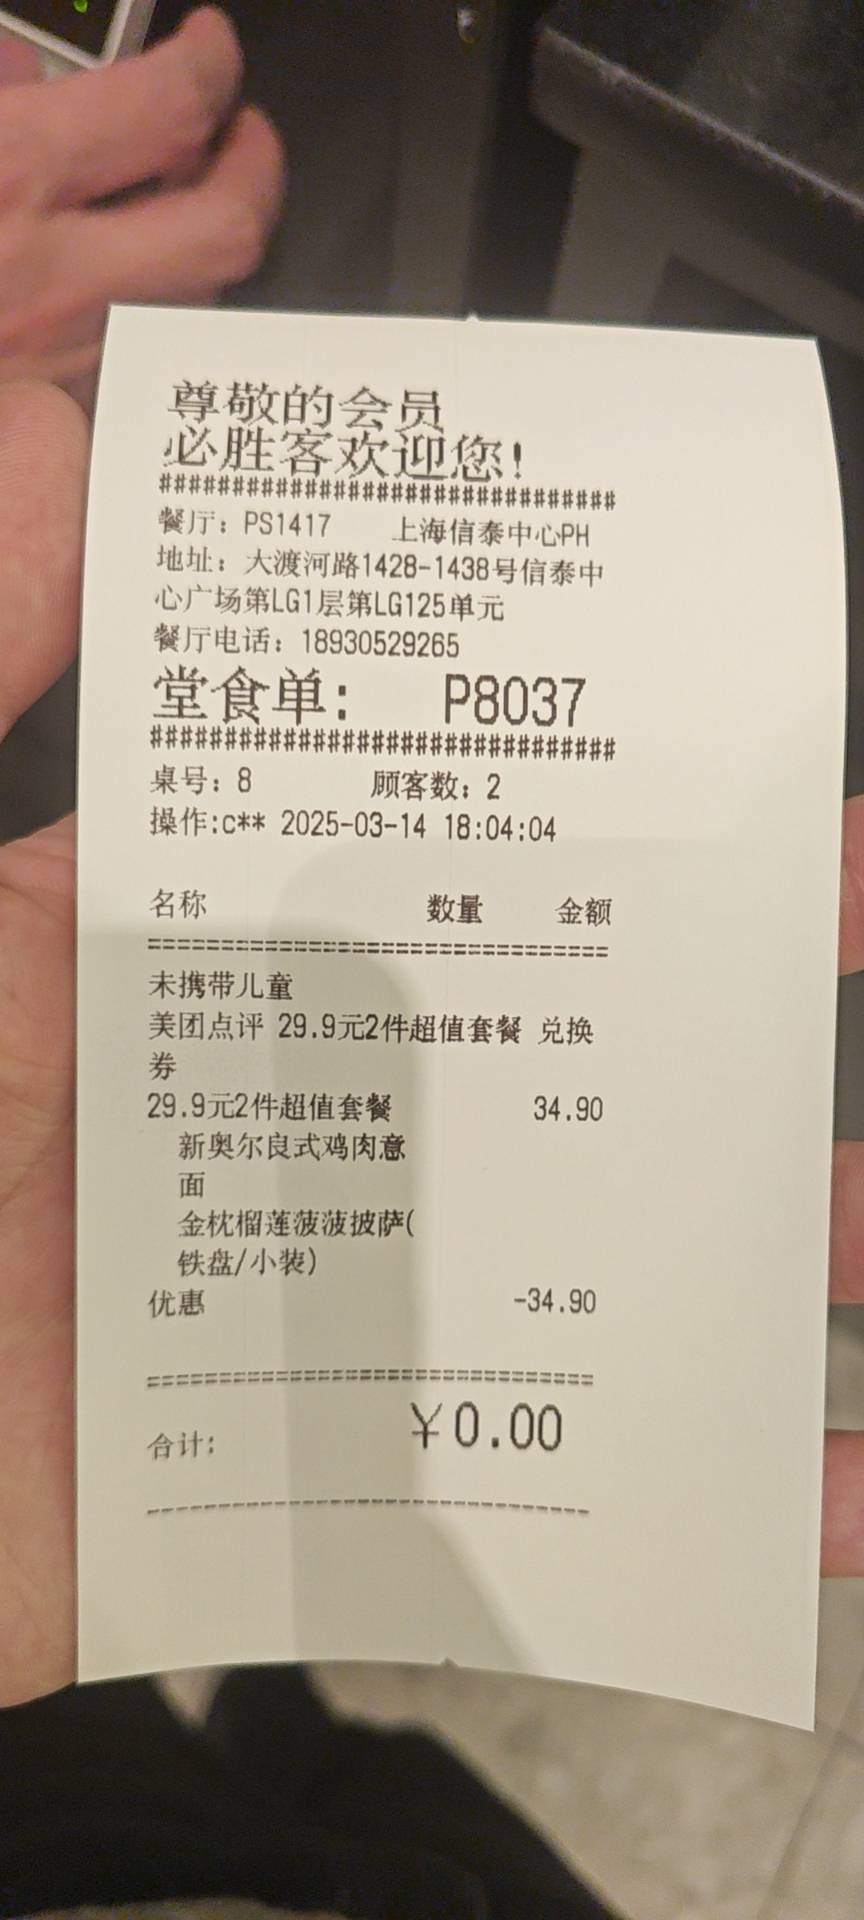 尊敬的会员
必胜客欢迎您!
################################
餐厅: PS1417 上海信泰中心PH
地址: 大渡河路1428-1438号信泰中
心广场第LG1层第LG125单元
餐厅电话: 18930529265
堂食单: P8037
################################
桌号: 8 顾客数: 2
操作:c** 2025-03-14 18:04:04
名称 数量 金额
================================
未携带儿童
美团点评 29.9元2件超值套餐 兑换
券
29.9元2件超值套餐 34.90
新奥尔良式鸡肉意
面
金枕榴莲菠菠披萨(
铁盘/小装)
优惠 -34.90
================================
合计: ¥0.00
--------------------------------